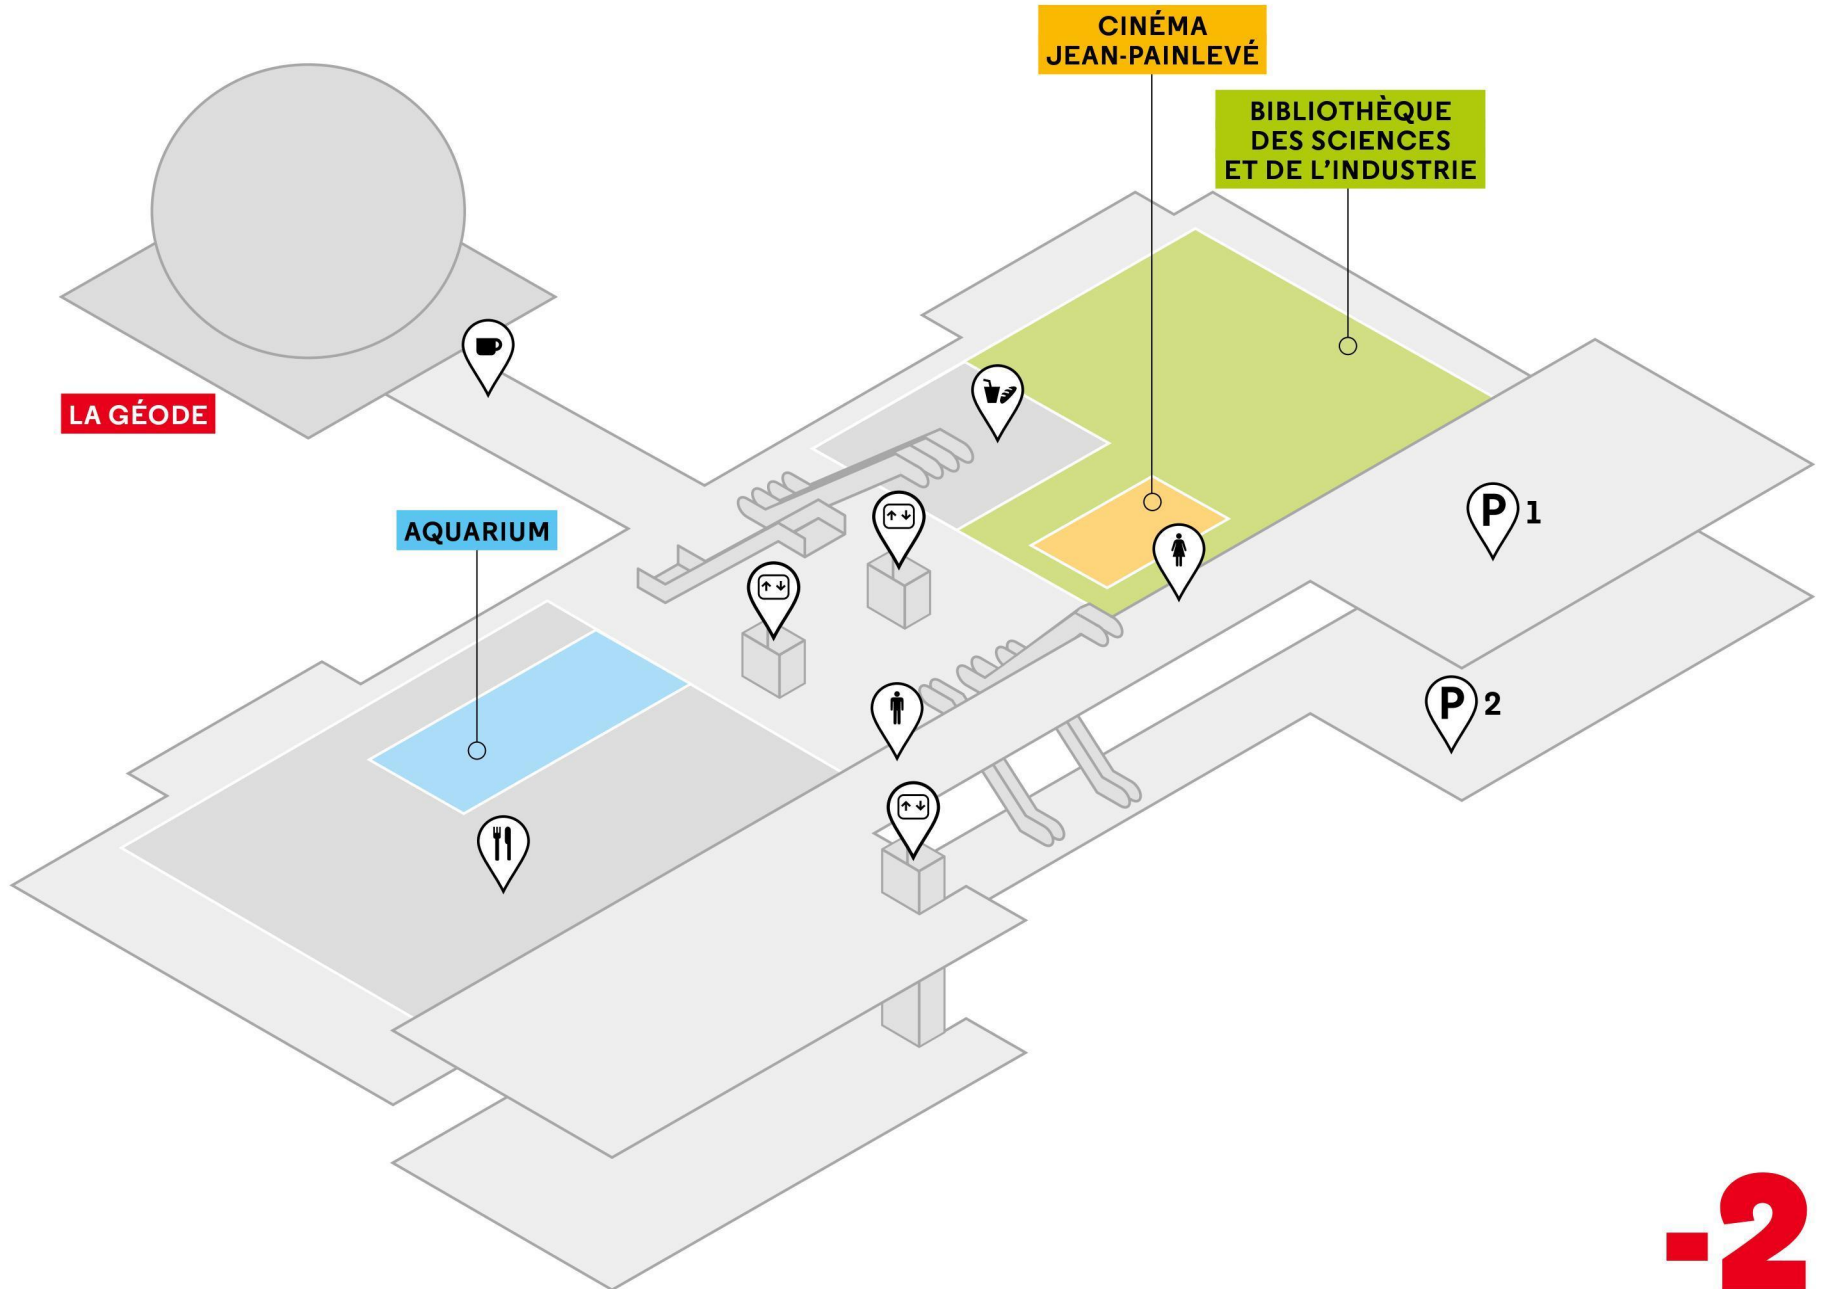 CINÉMA
JEAN-PAINLEVÉ
BIBLIOTHÈQUE
DES SCIENCES
ET DE L'INDUSTRIE
LA GÉODE
AQUARIUM
P 1
P 2
-2